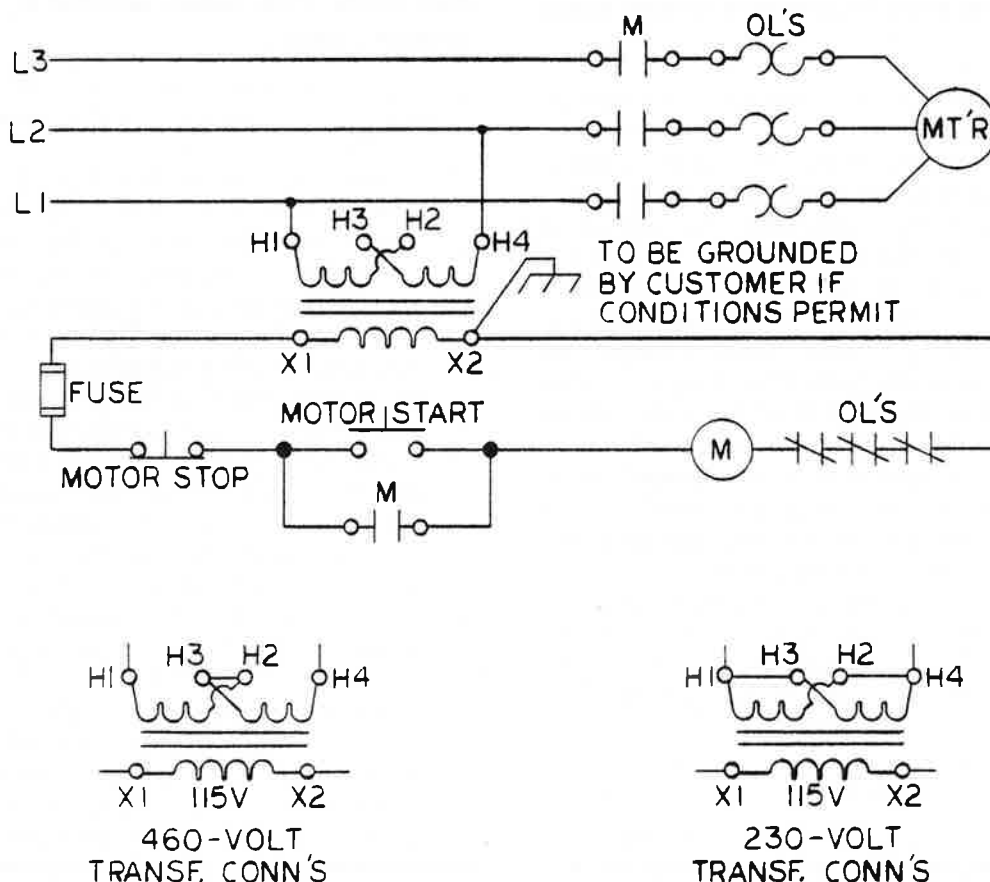 M OL'S
L3
L2
MT'R
L1
H1 H3 H2 H4
TO BE GROUNDED
BY CUSTOMER IF
CONDITIONS PERMIT
X1 X2
FUSE
MOTOR START
OL'S
M
MOTOR STOP
M
H1 H3 H2 H4
X1 115V X2
460-VOLT
TRANSF. CONN'S
H1 H3 H2 H4
X1 115V X2
230-VOLT
TRANSF. CONN'S